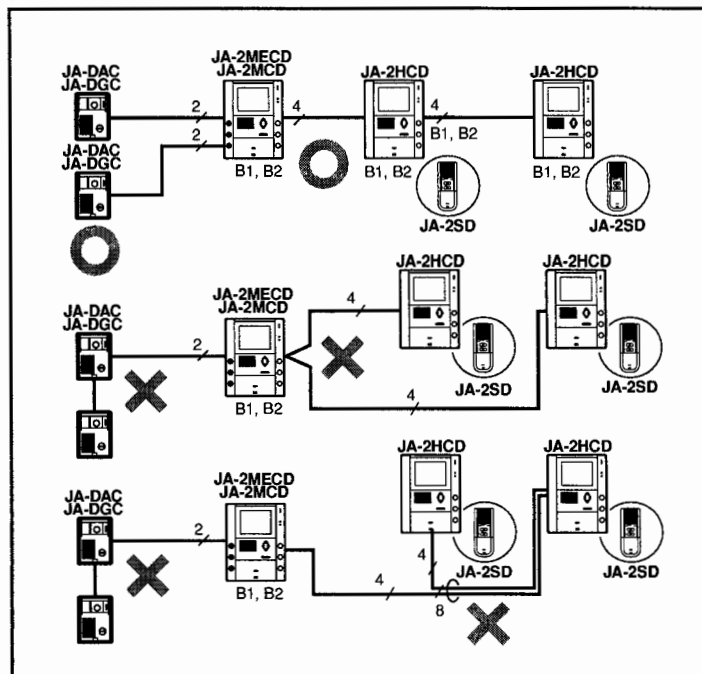 JA-2MECD
JA-2MCD
JA-2HCD
JA-2HCD
JA-DAC
JA-DGC
2
4
4
B1, B2
2
JA-DAC
JA-DGC
B1, B2
B1, B2
B1, B2
JA-2SD
JA-2SD
JA-2HCD
JA-2HCD
JA-2MECD
JA-2MCD
4
JA-DAC
JA-DGC
2
JA-2SD
JA-2SD
4
B1, B2
JA-2HCD
JA-2HCD
JA-2MECD
JA-2MCD
JA-DAC
JA-DGC
2
4
JA-2SD
JA-2SD
4
B1, B2
8